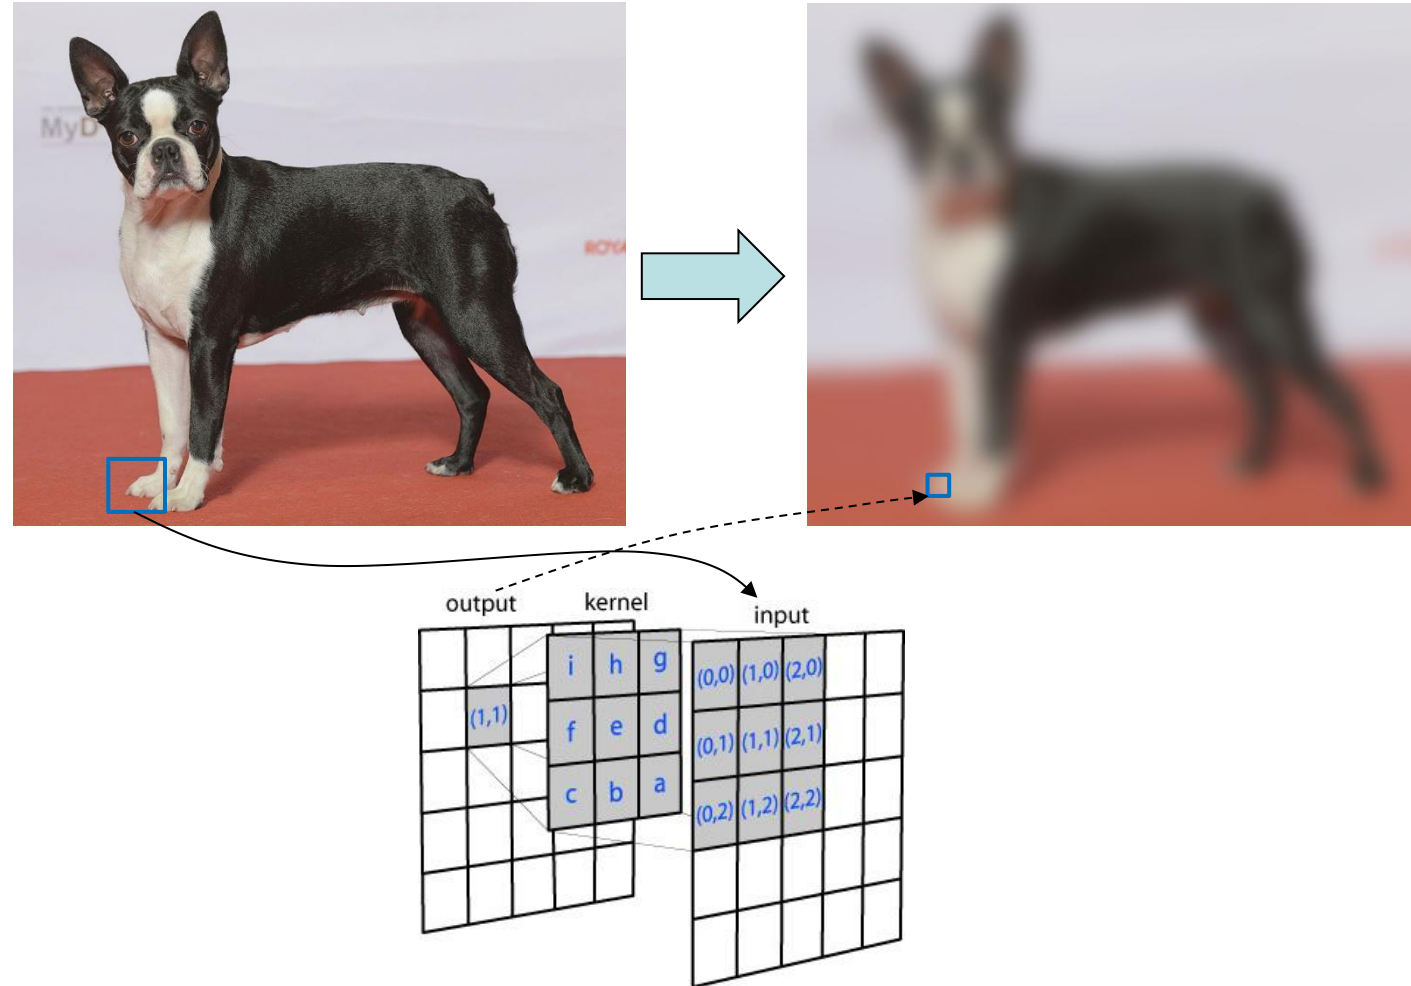 MyD
ROYA
output
kernel
input
i h g
f e d
c b a
(1,1)
(0,0) (1,0) (2,0)
(0,1) (1,1) (2,1)
(0,2) (1,2) (2,2)